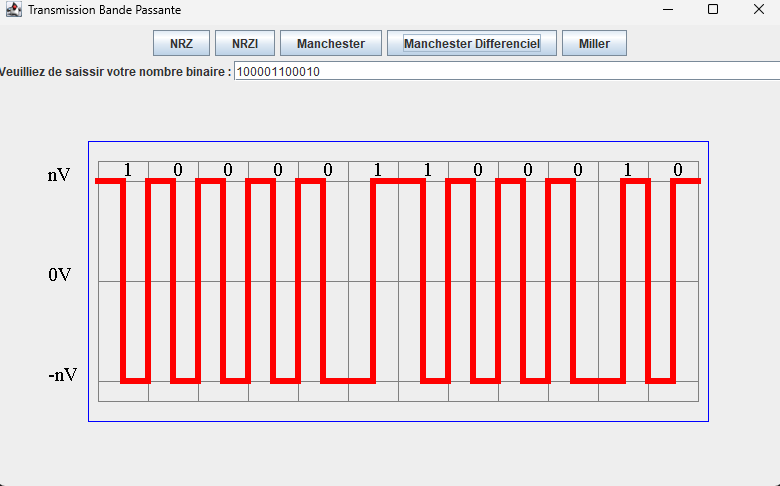 Transmission Bande Passante
NRZ NRZI Manchester Manchester Differenciel Miller
Veuilliez de saissir votre nombre binaire : 100001100010
1 0 0 0 0 1 1 0 0 0 1 0
nV
0V
-nV